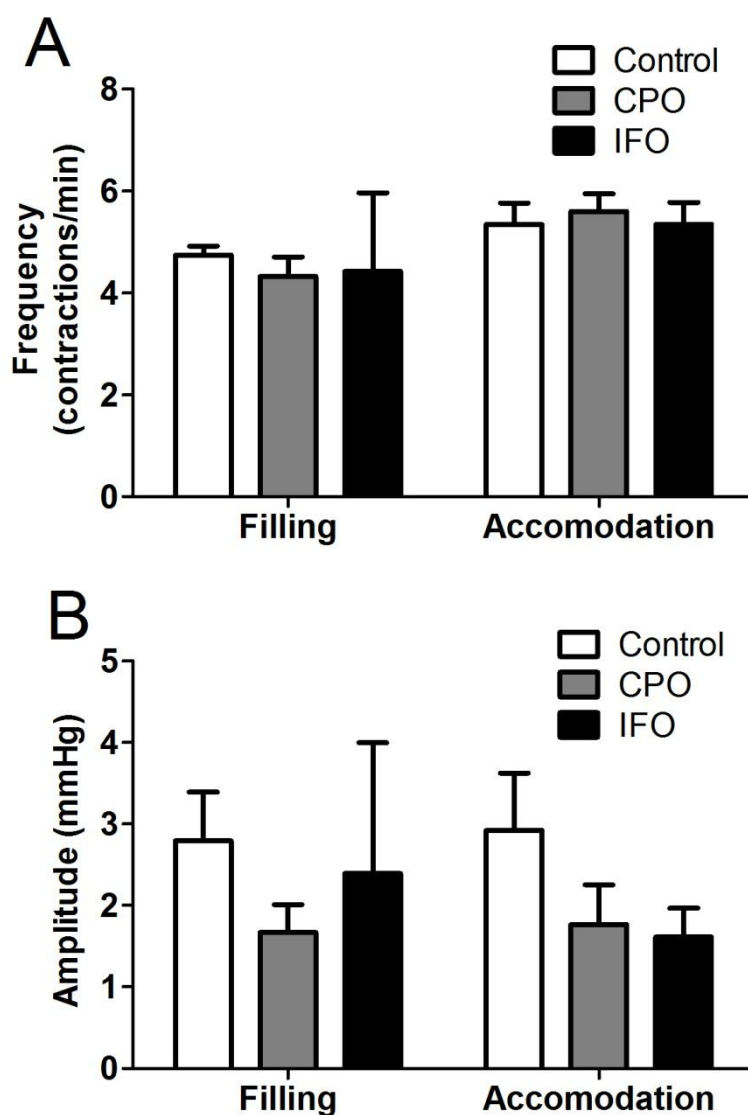 A
Control
CPO
IFO
Frequency
(contractions/min)
8
6
4
2
0
Filling Accomodation
B
Control
CPO
IFO
Amplitude (mmHg)
5
4
3
2
1
0
Filling Accomodation